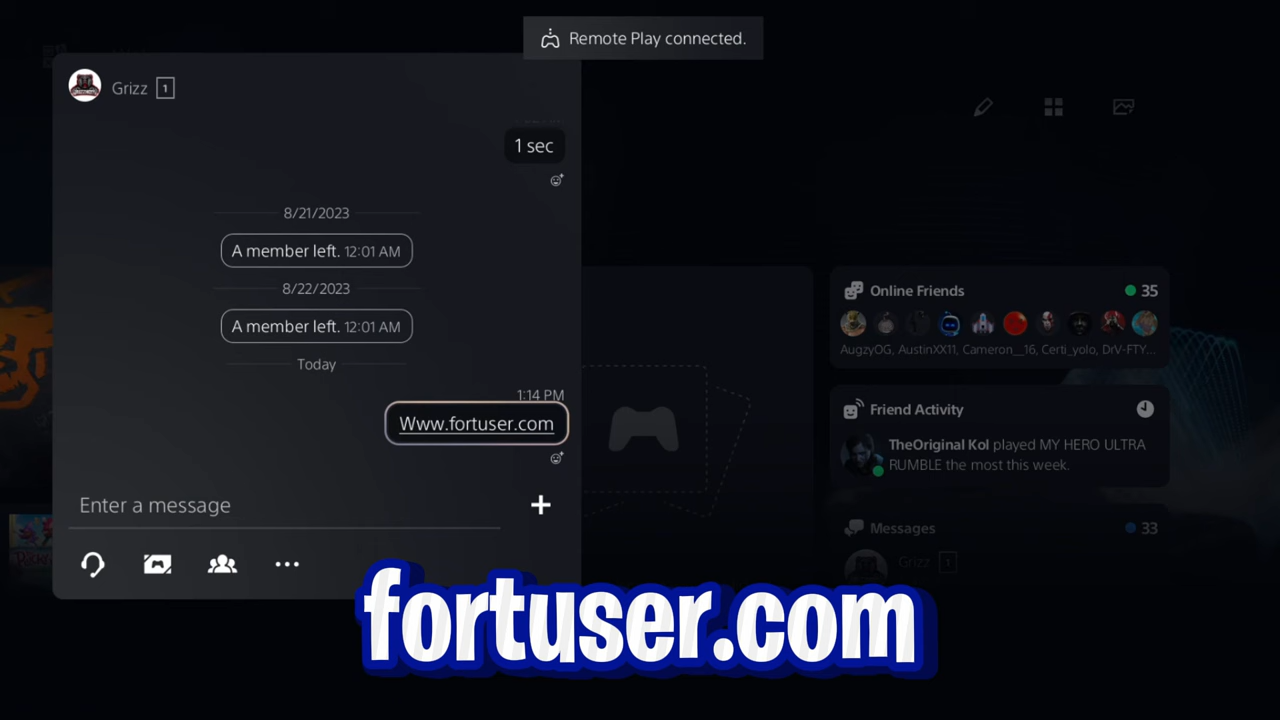 Remote Play connected.
Grizz 1
1 sec
8/21/2023
A member left. 12:01 AM
8/22/2023
A member left. 12:01 AM
Today
1:14 PM
Www.fortuser.com
Enter a message
Online Friends 35
AugzyOG, AustinXX11, Cameron__16, Certi_yolo, DrV-FTY...
Friend Activity
TheOriginal Kol played MY HERO ULTRA
RUMBLE the most this week.
Messages 33
Grizz 1
fortuser.com